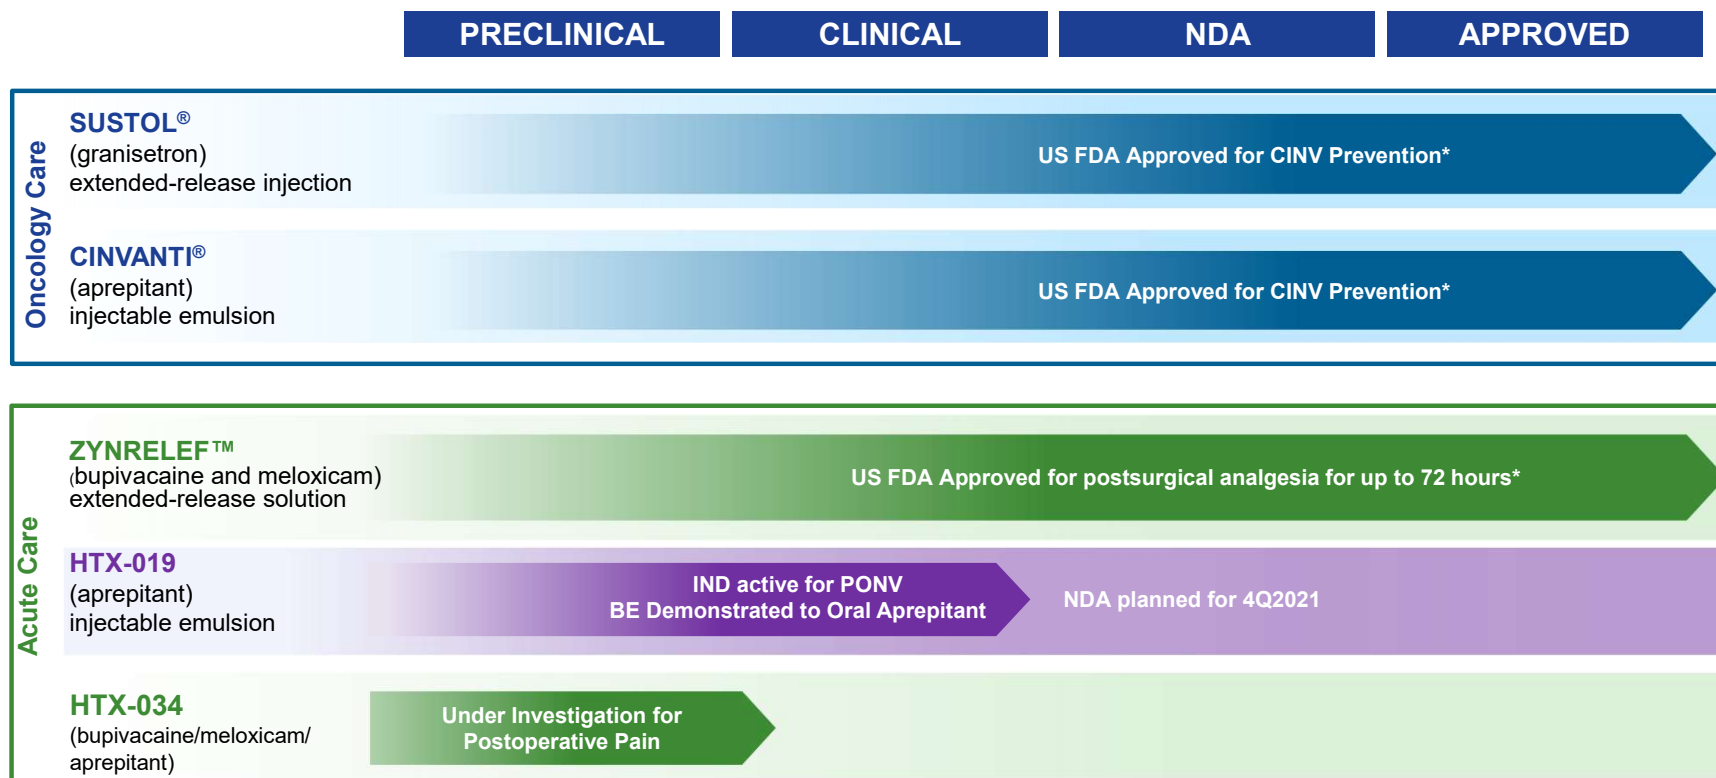 PRECLINICAL
CLINICAL
NDA
APPROVED
Oncology Care
SUSTOL®
(granisetron)
extended-release injection
US FDA Approved for CINV Prevention*
CINVANTI®
(aprepitant)
injectable emulsion
US FDA Approved for CINV Prevention*
Acute Care
ZYNRELEF™
(bupivacaine and meloxicam)
extended-release solution
US FDA Approved for postsurgical analgesia for up to 72 hours*
HTX-019
(aprepitant)
injectable emulsion
IND active for PONV
BE Demonstrated to Oral Aprepitant
NDA planned for 4Q2021
HTX-034
(bupivacaine/meloxicam/
aprepitant)
Under Investigation for
Postoperative Pain